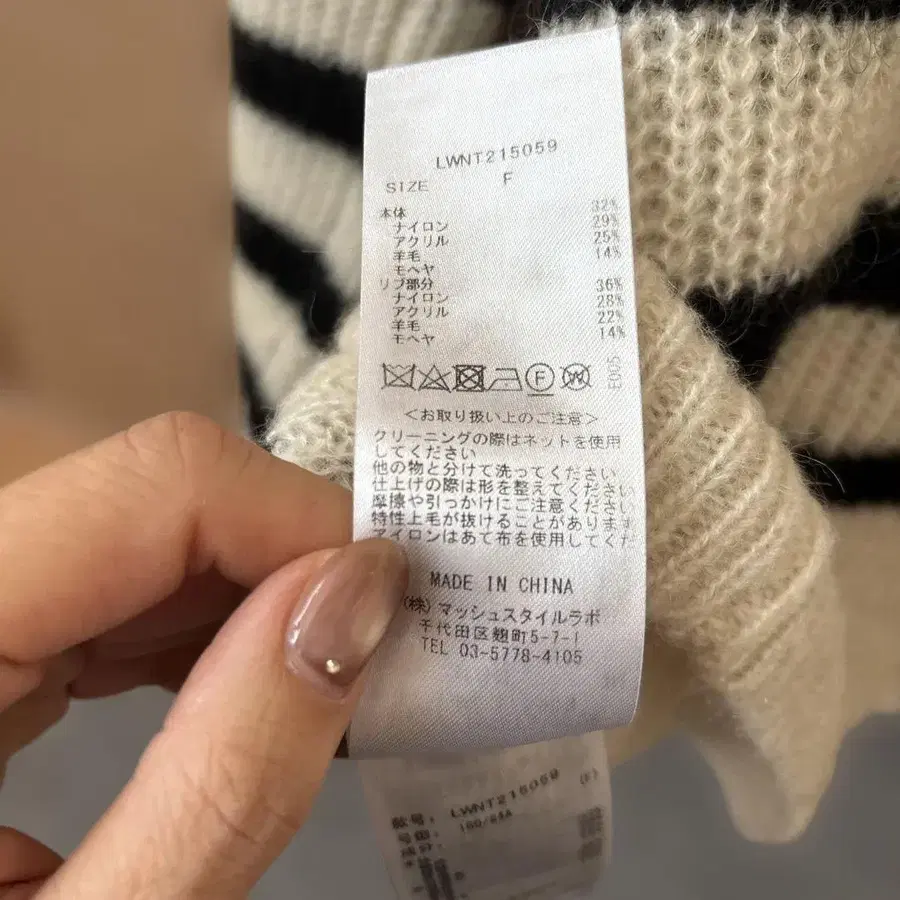 LWNT215059
SIZE F
本体
ナイロン 32%
アクリル 29%
羊毛 25%
モヘヤ 14%
リブ部分
ナイロン 36%
アクリル 28%
羊毛 22%
モヘヤ 14%
E005
F W
<お取り扱い上のご注意>
クリーニングの際はネットを使用
してください
他の物と分けて洗ってください
仕上げの際は形を整えてください
摩擦や引っかけにご注意ください
特性上毛が抜けることがあります
アイロンはあて布を使用してくだ
MADE IN CHINA
(株)マッシュスタイルラボ
千代田区麹町5-7-1
TEL 03-5778-4105
款号: LWNT215059
号型: 160/84A
成分: